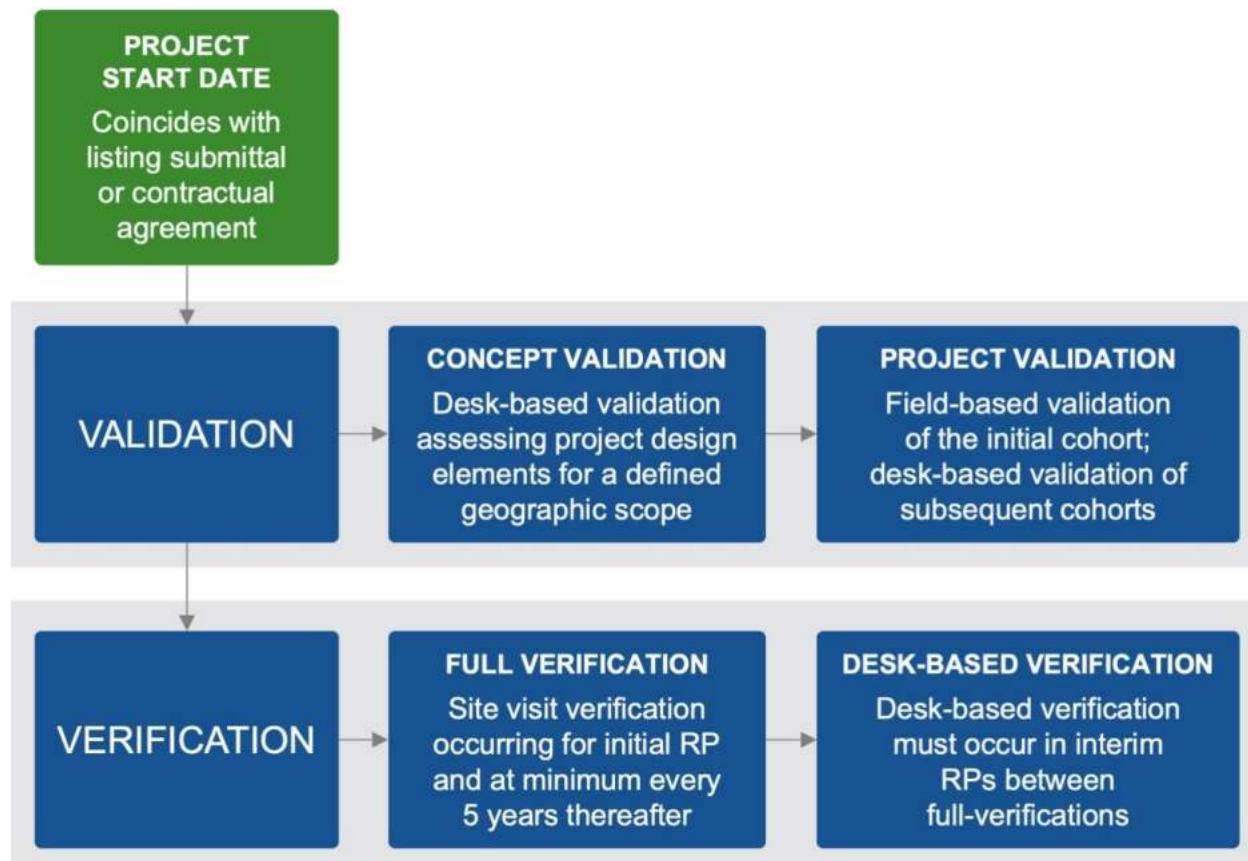 PROJECT
START DATE
Coincides with
listing submittal
or contractual
agreement
VALIDATION
CONCEPT VALIDATION
Desk-based validation
assessing project design
elements for a defined
geographic scope
PROJECT VALIDATION
Field-based validation
of the initial cohort;
desk-based validation of
subsequent cohorts
VERIFICATION
FULL VERIFICATION
Site visit verification
occurring for initial RP
and at minimum every
5 years thereafter
DESK-BASED VERIFICATION
Desk-based verification
must occur in interim
RPs between
full-verifications